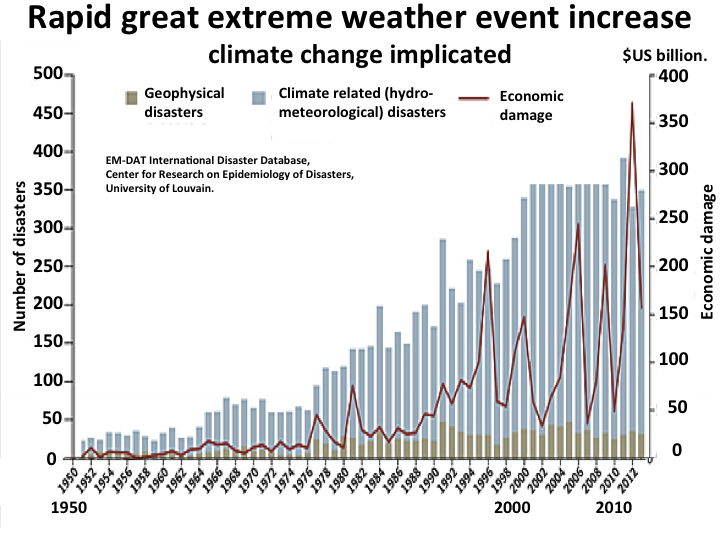 Rapid great extreme weather event increase
climate change implicated
$US billion.
Geophysical
disasters
Climate related (hydro-
meteorological) disasters
Economic
damage
EM-DAT International Disaster Database,
Center for Research on Epidemiology of Disasters,
University of Louvain.
Number of disasters
500
450
400
350
300
250
200
150
100
50
0
Economic damage
400
350
300
250
200
150
100
50
0
1950 1952 1954 1956 1958 1960 1962 1964 1966 1968 1970 1972 1974 1976 1978 1980 1982 1984 1986 1988 1990 1992 1994 1996 1998 2000 2002 2004 2006 2008 2010 2012
1950 2000 2010